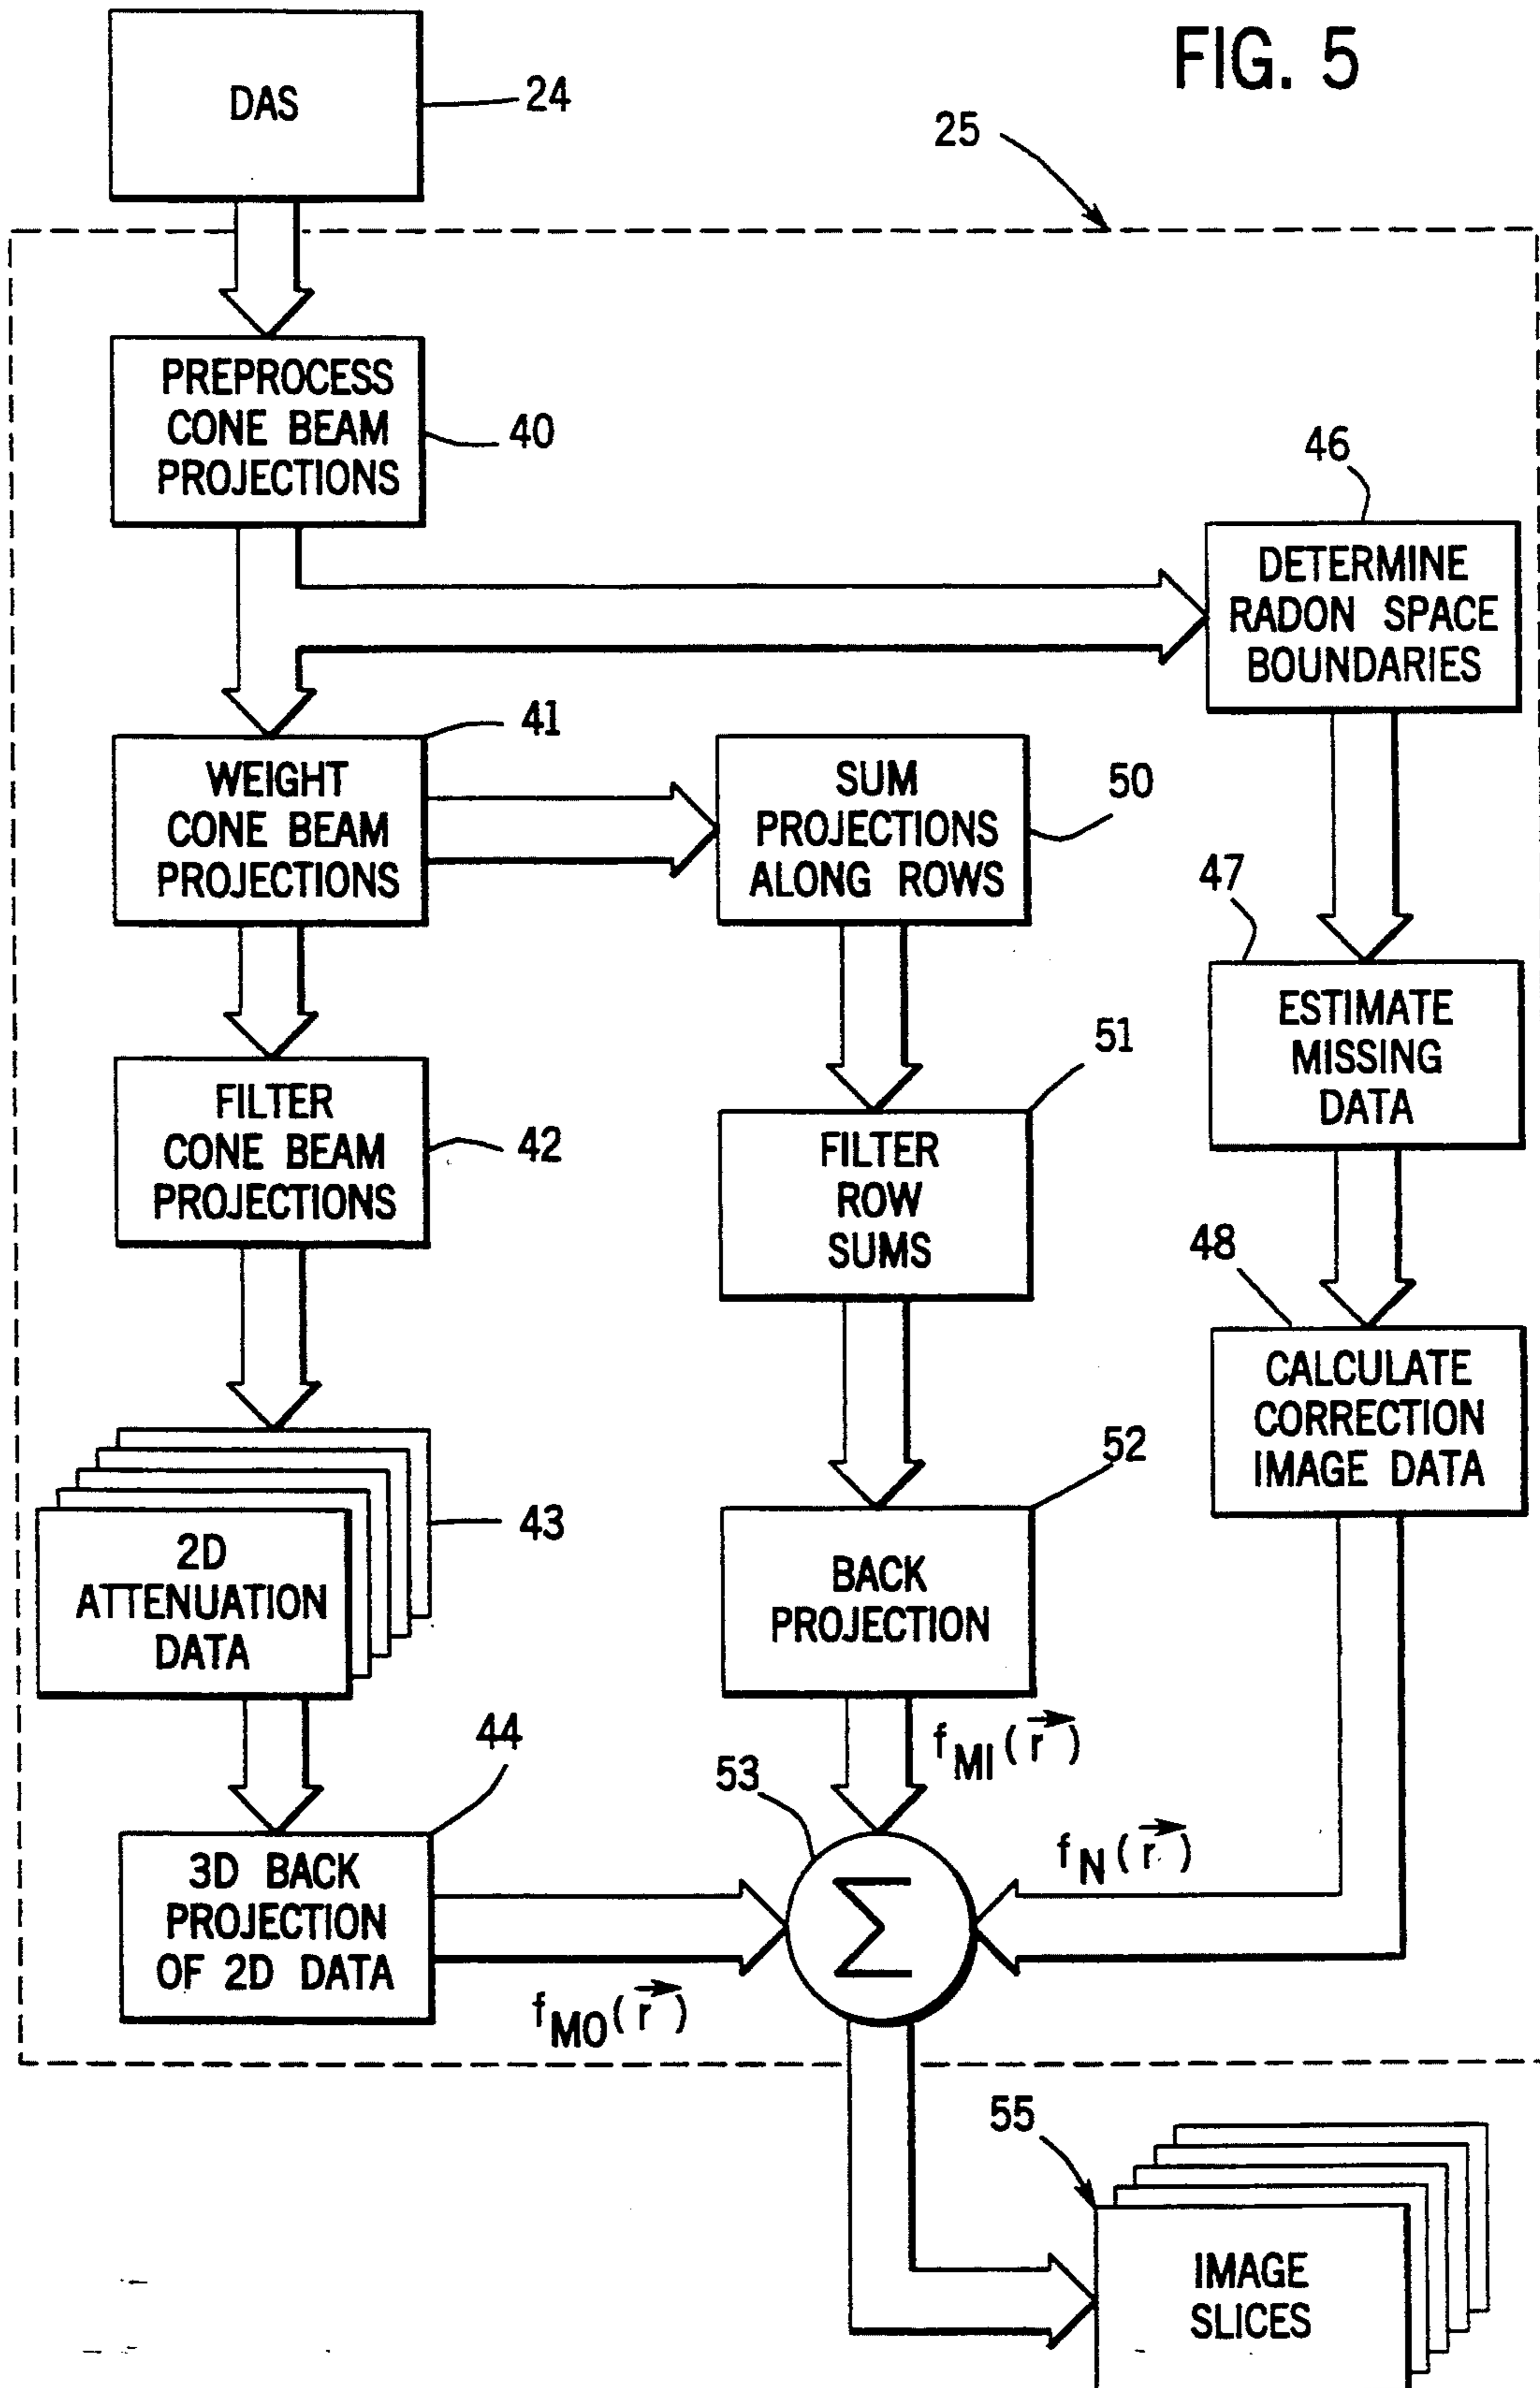 FIG. 5
DAS
24
25
PREPROCESS
CONE BEAM
PROJECTIONS
40
46
DETERMINE
RADON SPACE
BOUNDARIES
41
WEIGHT
CONE BEAM
PROJECTIONS
SUM
PROJECTIONS
ALONG ROWS
50
47
ESTIMATE
MISSING
DATA
FILTER
CONE BEAM
PROJECTIONS
42
51
FILTER
ROW
SUMS
48
CALCULATE
CORRECTION
IMAGE DATA
2D
ATTENUATION
DATA
43
52
BACK
PROJECTION
44
3D BACK
PROJECTION
OF 2D DATA
53
f_MI(r⃗)
f_N(r⃗)
Σ
f_MO(r⃗)
55
IMAGE
SLICES